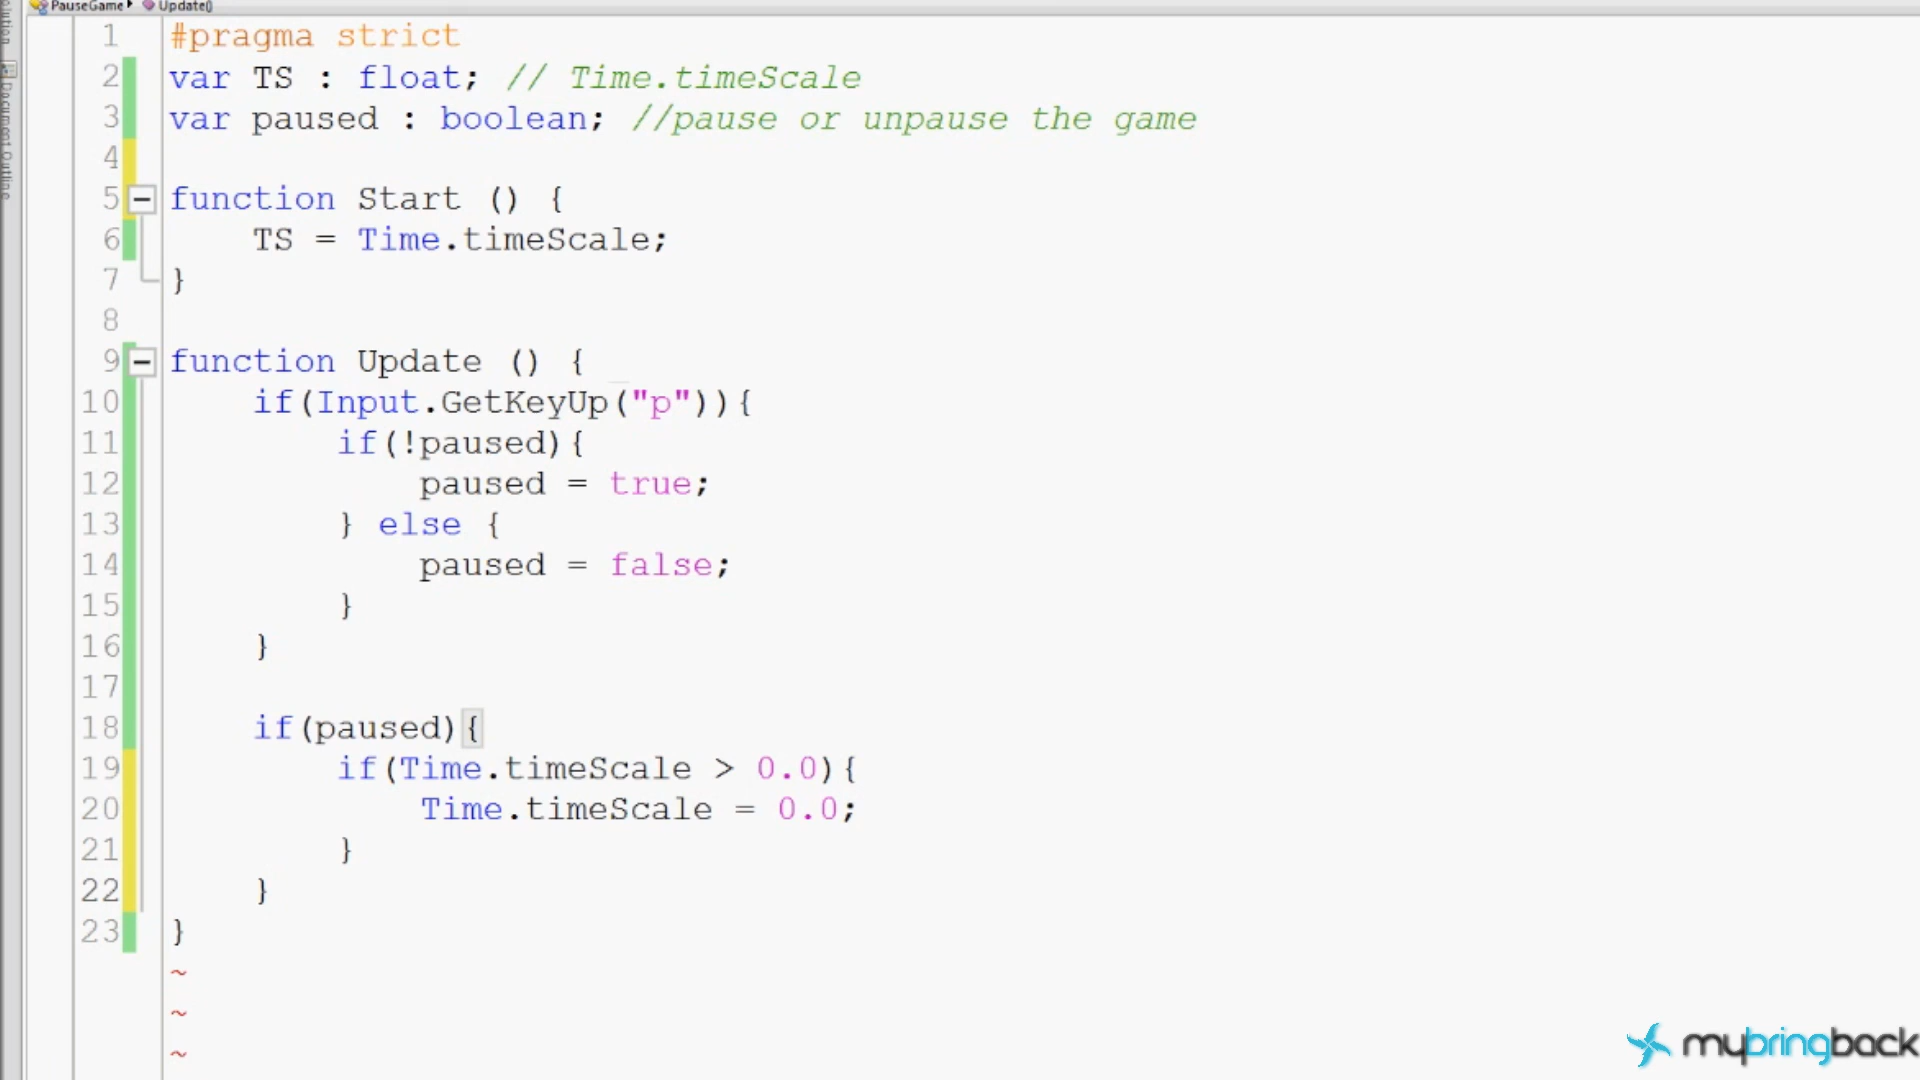 PauseGame Update()
1 #pragma strict
2 var TS : float; // Time.timeScale
3 var paused : boolean; //pause or unpause the game
4
5 function Start () {
6 TS = Time.timeScale;
7 }
8
9 function Update () {
10 if(Input.GetKeyUp("p")){
11 if(!paused){
12 paused = true;
13 } else {
14 paused = false;
15 }
16 }
17
18 if(paused){
19 if(Time.timeScale > 0.0){
20 Time.timeScale = 0.0;
21 }
22 }
23 }
~
~
~
Document Outline
mybringback